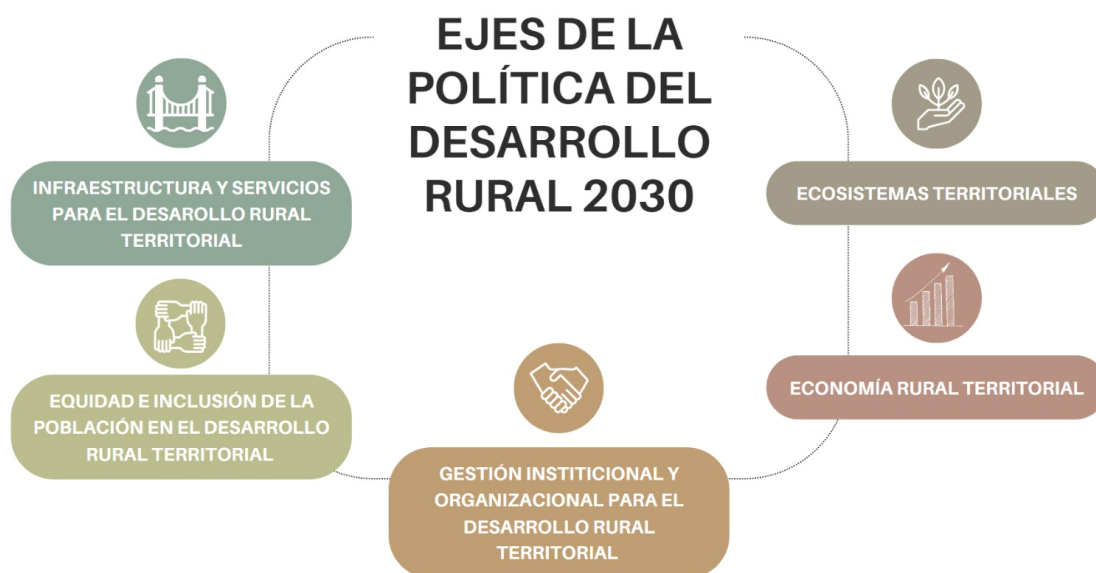 EJES DE LA
POLÍTICA DEL
DESARROLLO
RURAL 2030
INFRAESTRUCTURA Y SERVICIOS
PARA EL DESAROLLO RURAL
TERRITORIAL
EQUIDAD E INCLUSIÓN DE LA
POBLACIÓN EN EL DESARROLLO
RURAL TERRITORIAL
GESTIÓN INSTITICIONAL Y
ORGANIZACIONAL PARA EL
DESARROLLO RURAL
TERRITORIAL
ECOSISTEMAS TERRITORIALES
ECONOMÍA RURAL TERRITORIAL